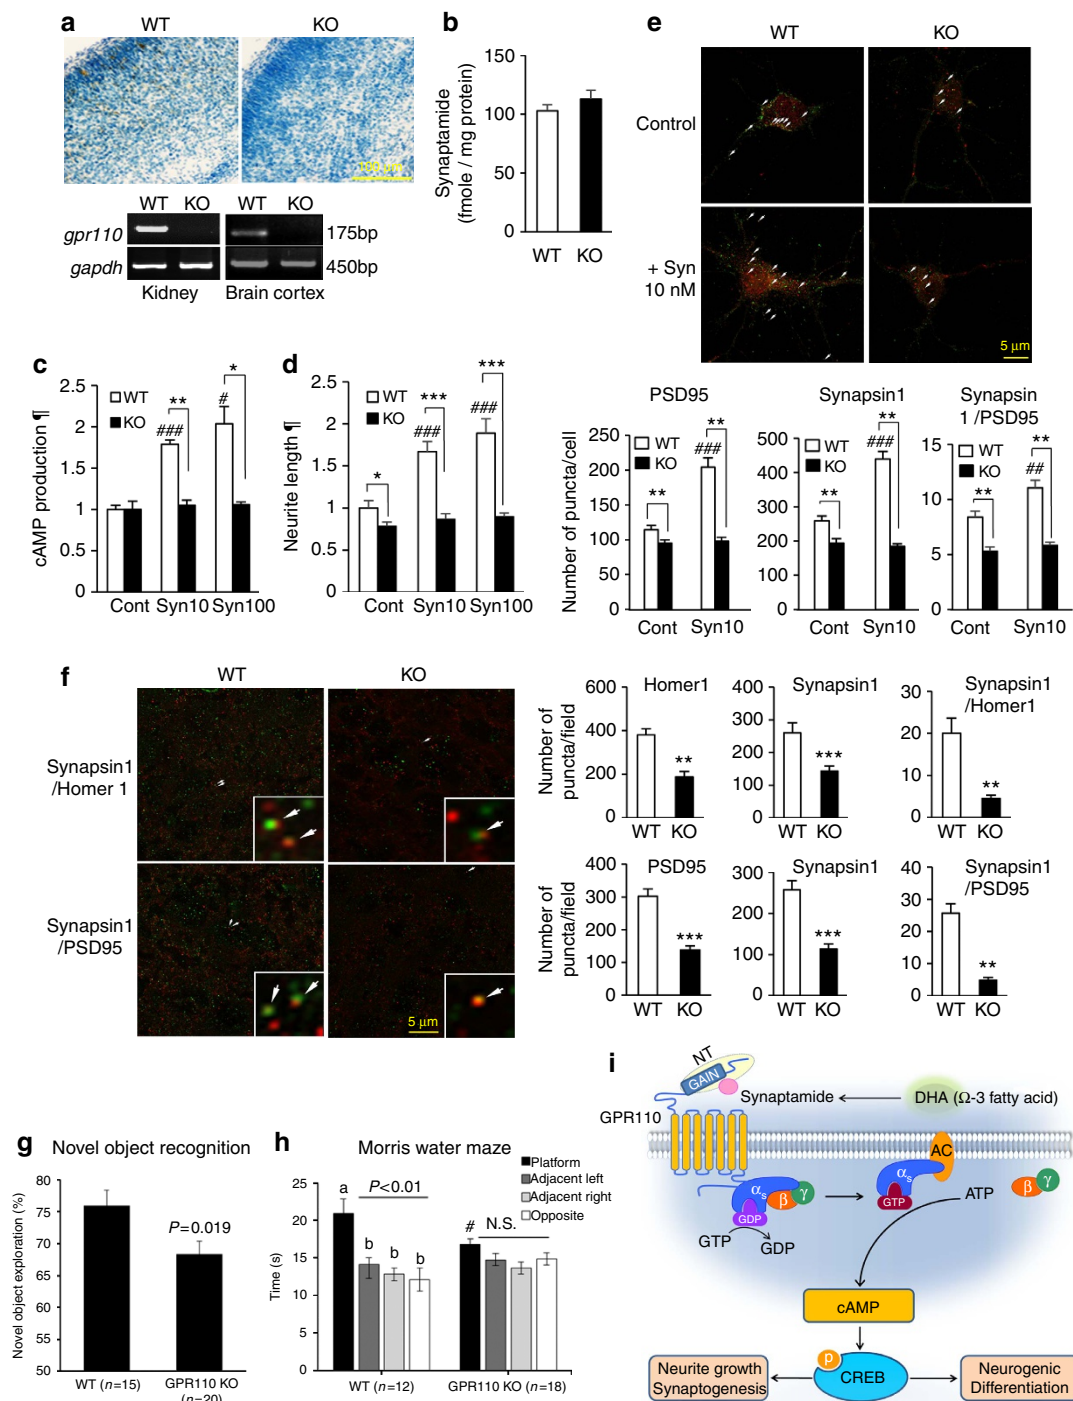 a
WT
KO
100 μm
WT KO WT KO
gpr110
175bp
gapdh
450bp
Kidney
Brain cortex
b
Synaptamide
(fmole / mg protein)
150
100
50
0
WT KO
e
WT
KO
Control
+ Syn
10 nM
5 μm
c
cAMP production ¶
2.5
2
1.5
1
0.5
0
WT
KO
###
**
#
*
Cont Syn10 Syn100
d
Neurite length ¶
2.5
2
1.5
1
0.5
0
WT
KO
*
###
***
###
***
Cont Syn10 Syn100
Number of puncta/cell
PSD95
250
200
150
100
50
0
WT
KO
**
###
**
Cont Syn10
Synapsin1
500
400
300
200
100
0
WT
KO
**
###
**
Cont Syn10
Synapsin
1/PSD95
15
10
5
0
WT
KO
**
##
**
Cont Syn10
f
WT
KO
Synapsin1
/Homer 1
Synapsin1
/PSD95
5 μm
Number of
puncta/field
Homer1
600
400
200
0
**
WT KO
Synapsin1
400
300
200
100
0
***
WT KO
Synapsin1
/Homer1
30
20
10
0
**
WT KO
Number of
puncta/field
PSD95
400
300
200
100
0
***
WT KO
Synapsin1
300
200
100
0
***
WT KO
Synapsin1
/PSD95
40
30
20
10
0
**
WT KO
g
Novel object recognition
Novel object exploration (%)
80
75
70
65
60
55
50
P=0.019
WT (n=15)
GPR110 KO
(n=20)
h
Morris water maze
Platform
Adjacent left
Adjacent right
Opposite
Time (s)
25
20
15
10
5
0
a
P<0.01
b b b
# N.S.
WT (n=12)
GPR110 KO (n=18)
i
NT
GAIN
Synaptamide
DHA (Ω-3 fatty acid)
GPR110
AC
αs
β
γ
GDP
αs
GTP
β
γ
ATP
GTP
GDP
cAMP
P
CREB
Neurite growth
Synaptogenesis
Neurogenic
Differentiation